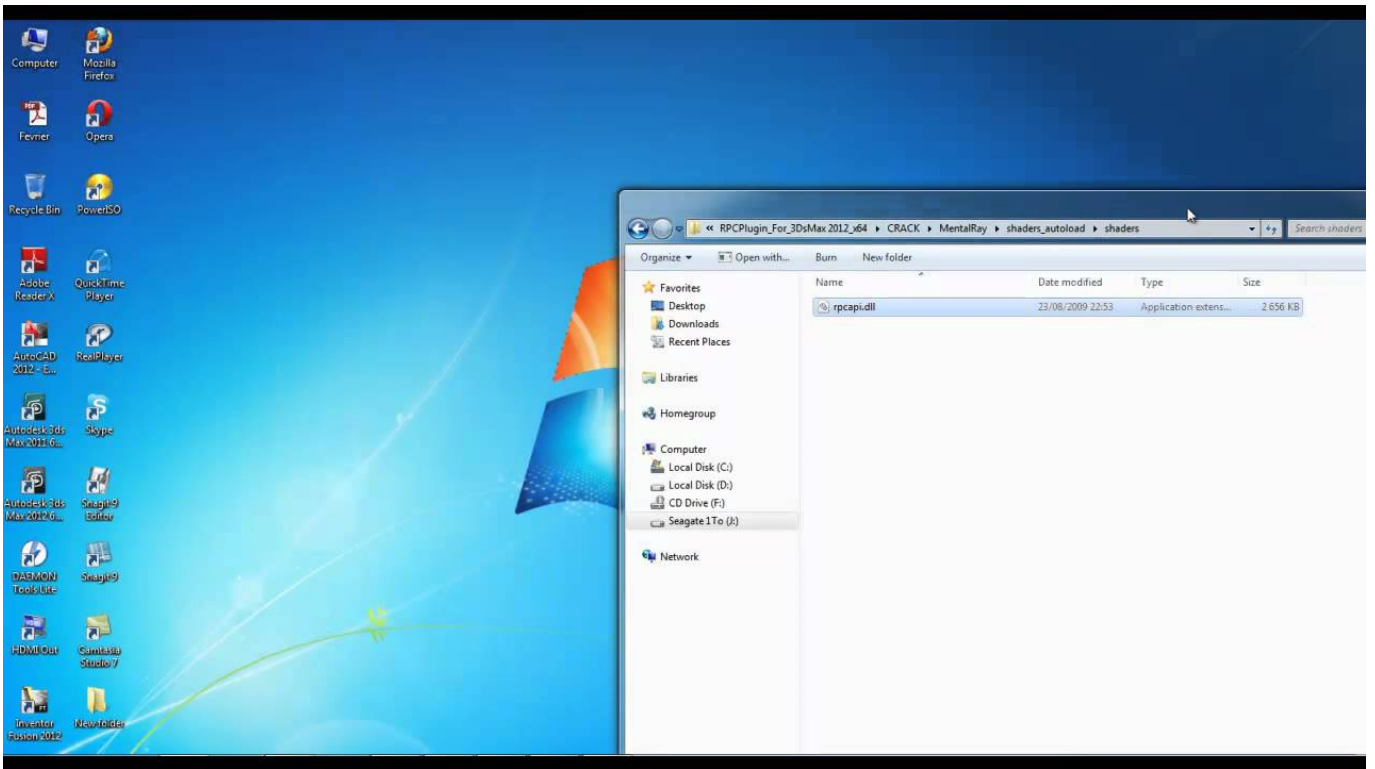 Computer
Mozilla
Firefox
Fevrier
Opera
Recycle Bin
PowerISO
Adobe
Reader X
QuickTime
Player
AutoCAD
2012 - E...
RealPlayer
Autodesk 3ds
Max 2011 6...
Skype
Autodesk 3ds
Max 2012 6...
Snagit 9
Editor
DAEMON
Tools Lite
Snagit 9
HDMI Out
Camtasia
Studio 7
Inventor
Fusion 2012
New folder
« RPCPlugin_For_3DsMax 2012_x64 CRACK MentalRay shaders_autoload shaders
Search shaders
Organize Open with... Burn New folder
Name Date modified Type Size
rpcapi.dll 23/08/2009 22:53 Application extens... 2 656 KB
Favorites
Desktop
Downloads
Recent Places
Libraries
Homegroup
Computer
Local Disk (C:)
Local Disk (D:)
CD Drive (F:)
Seagate 1To (J:)
Network